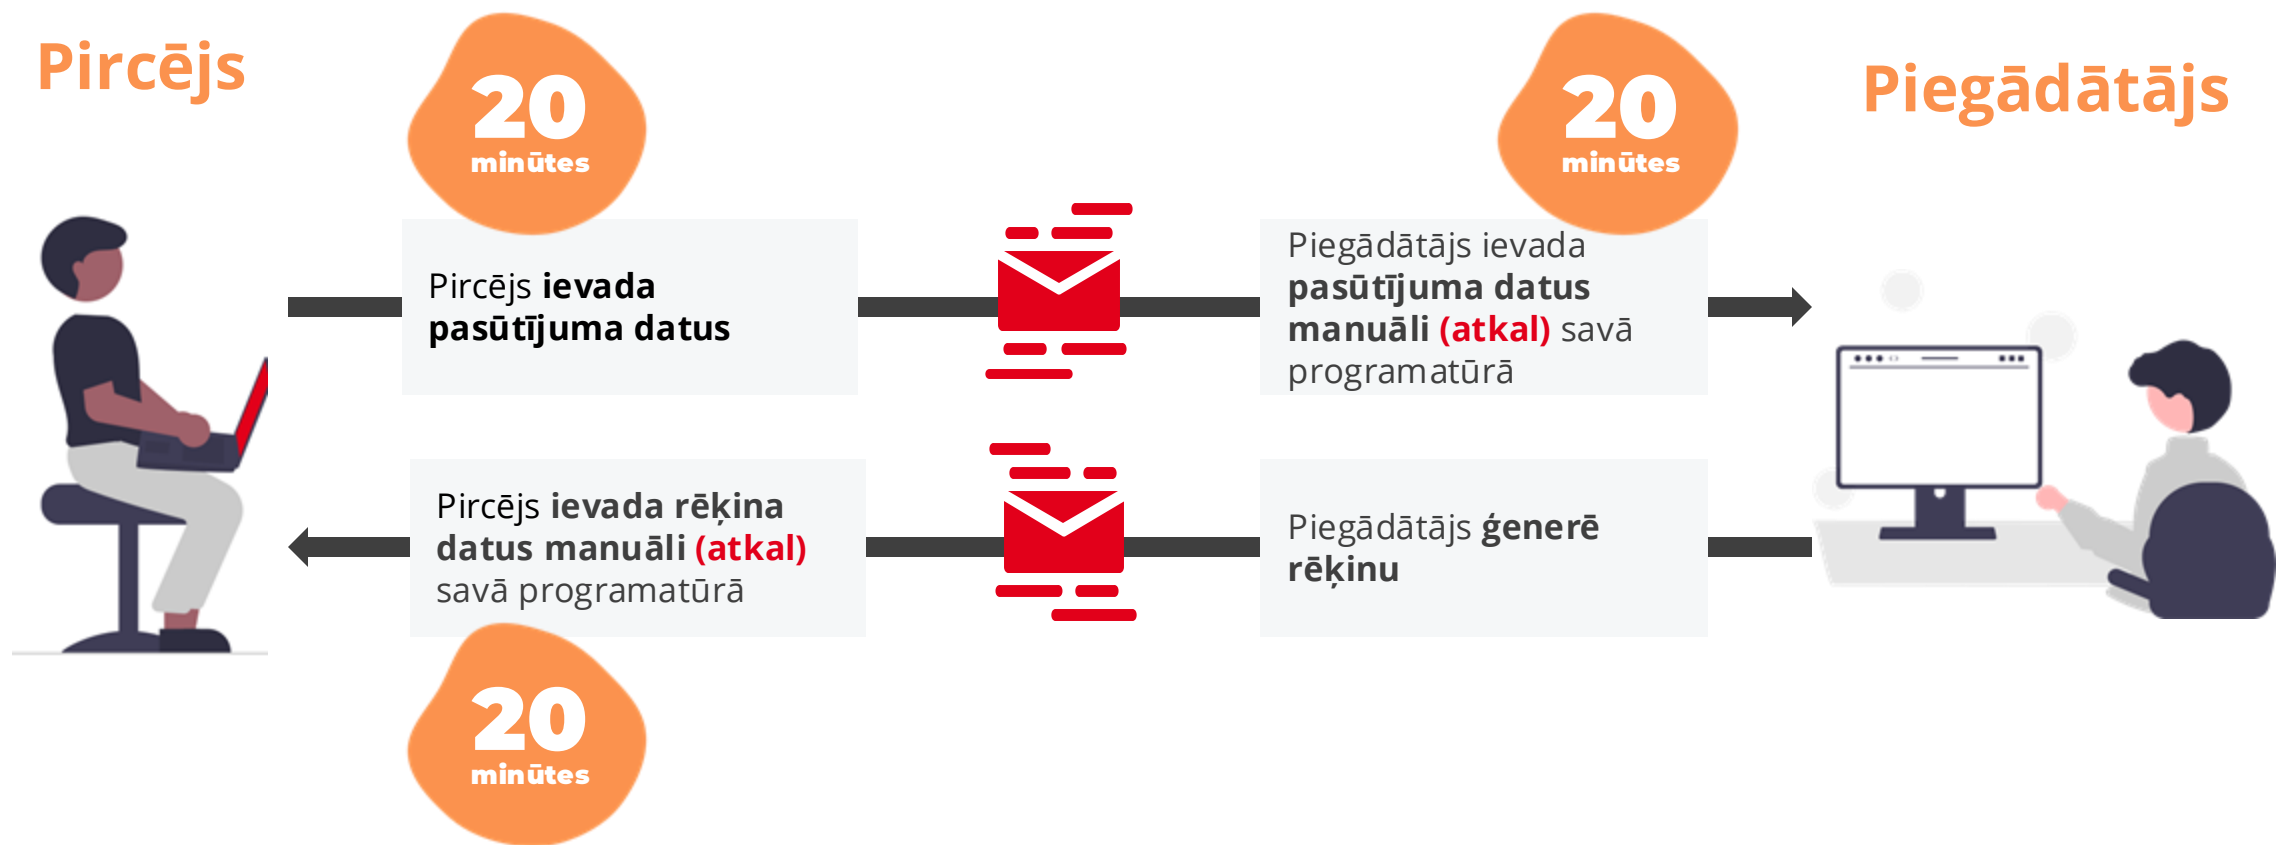 Pircējs
20
minūtes
20
minūtes
Piegādātājs
Pircējs ievada
pasūtījuma datus
Piegādātājs ievada
pasūtījuma datus
manuāli (atkal) savā
programatūrā
Pircējs ievada rēķina
datus manuāli (atkal)
savā programatūrā
Piegādātājs ģenerē
rēķinu
20
minūtes